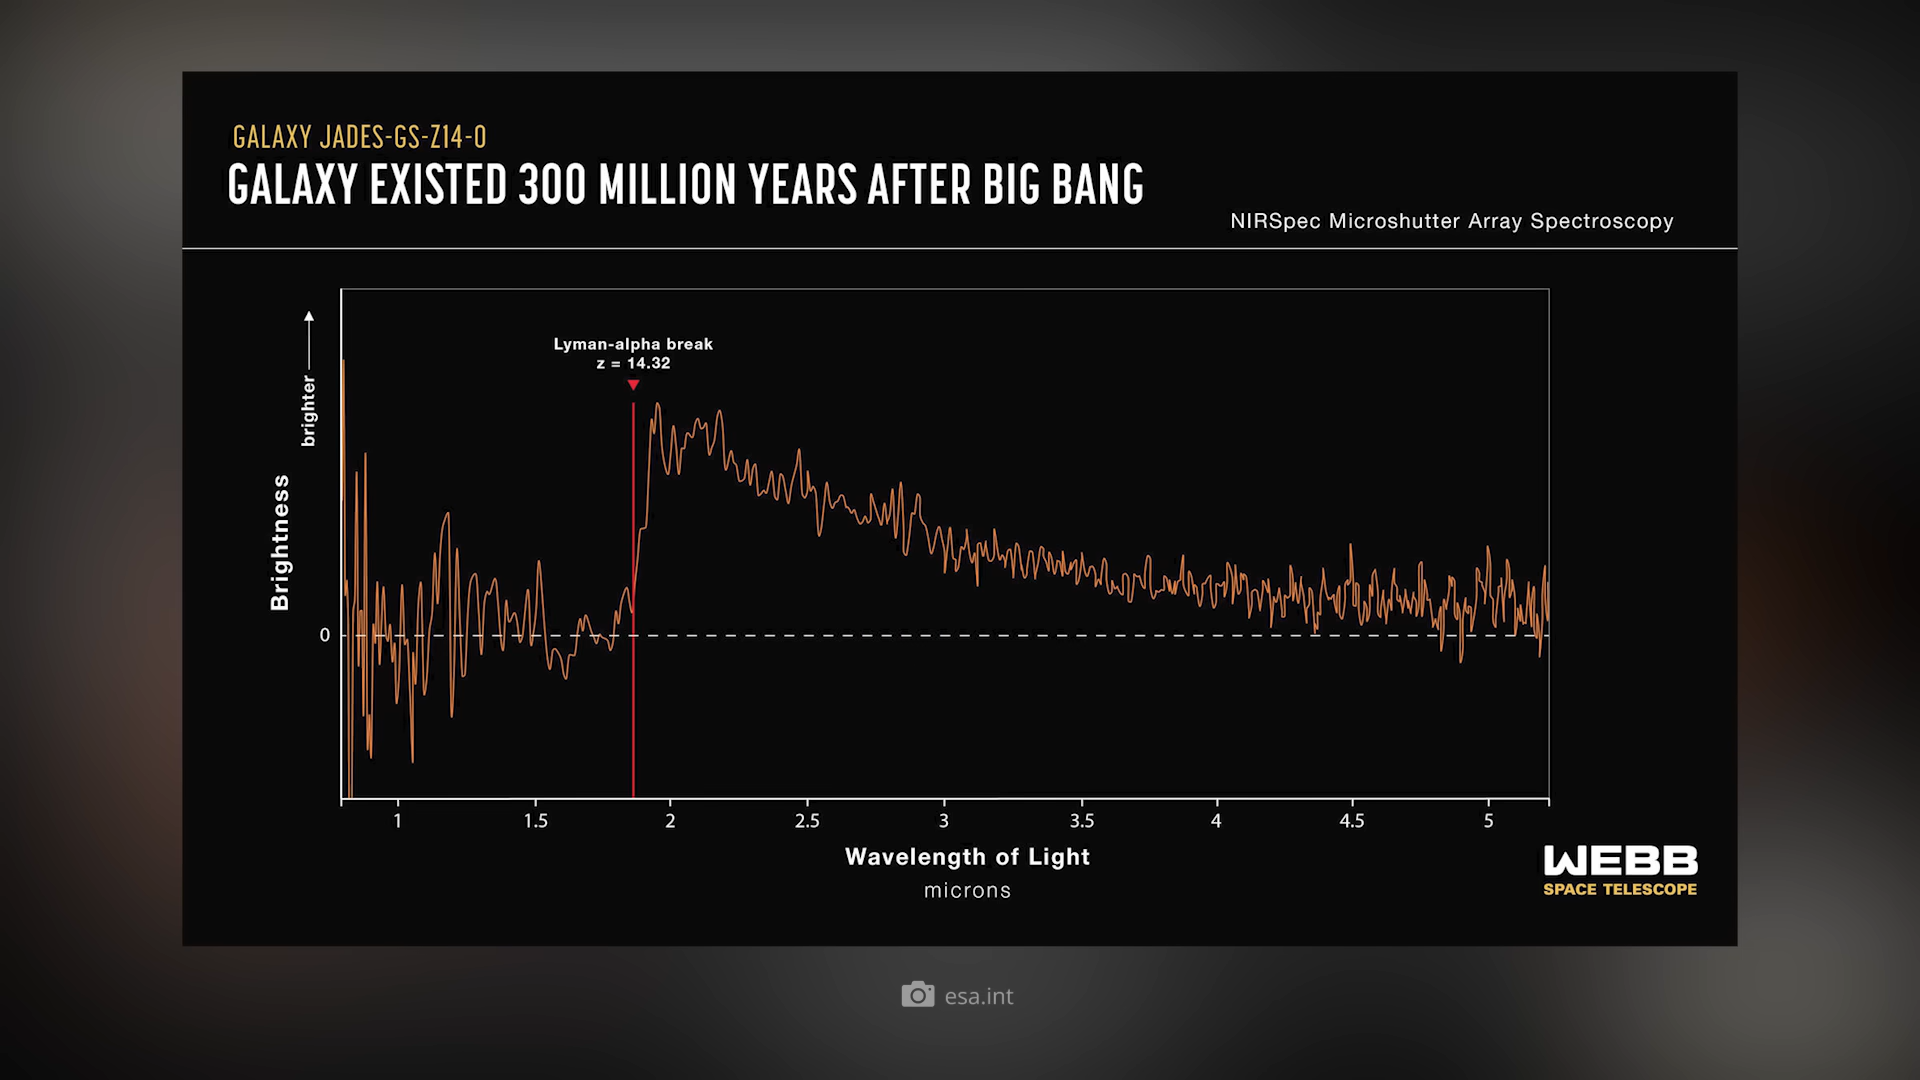 GALAXY JADES-GS-Z14-0
GALAXY EXISTED 300 MILLION YEARS AFTER BIG BANG
NIRSpec Microshutter Array Spectroscopy
Lyman-alpha break
z = 14.32
brighter
Brightness
0
1 1.5 2 2.5 3 3.5 4 4.5 5
Wavelength of Light
microns
WEBB
SPACE TELESCOPE
esa.int